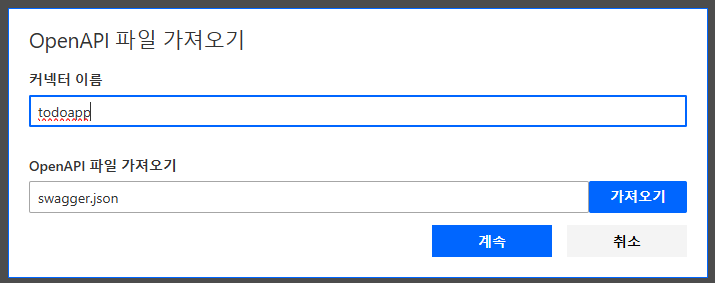 OpenAPI 파일 가져오기
커넥터 이름
todoapp
OpenAPI 파일 가져오기
swagger.json
가져오기
계속
취소